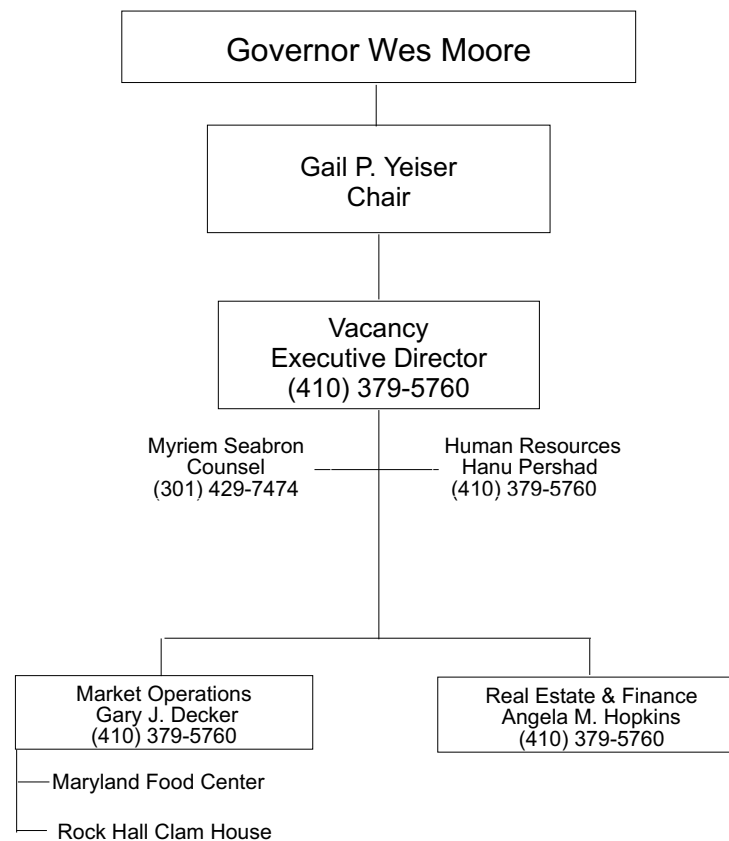 Governor Wes Moore
Gail P. Yeiser
Chair
Vacancy
Executive Director
(410) 379-5760
Myriem Seabron
Counsel
(301) 429-7474
Human Resources
Hanu Pershad
(410) 379-5760
Market Operations
Gary J. Decker
(410) 379-5760
Maryland Food Center
Rock Hall Clam House
Real Estate & Finance
Angela M. Hopkins
(410) 379-5760